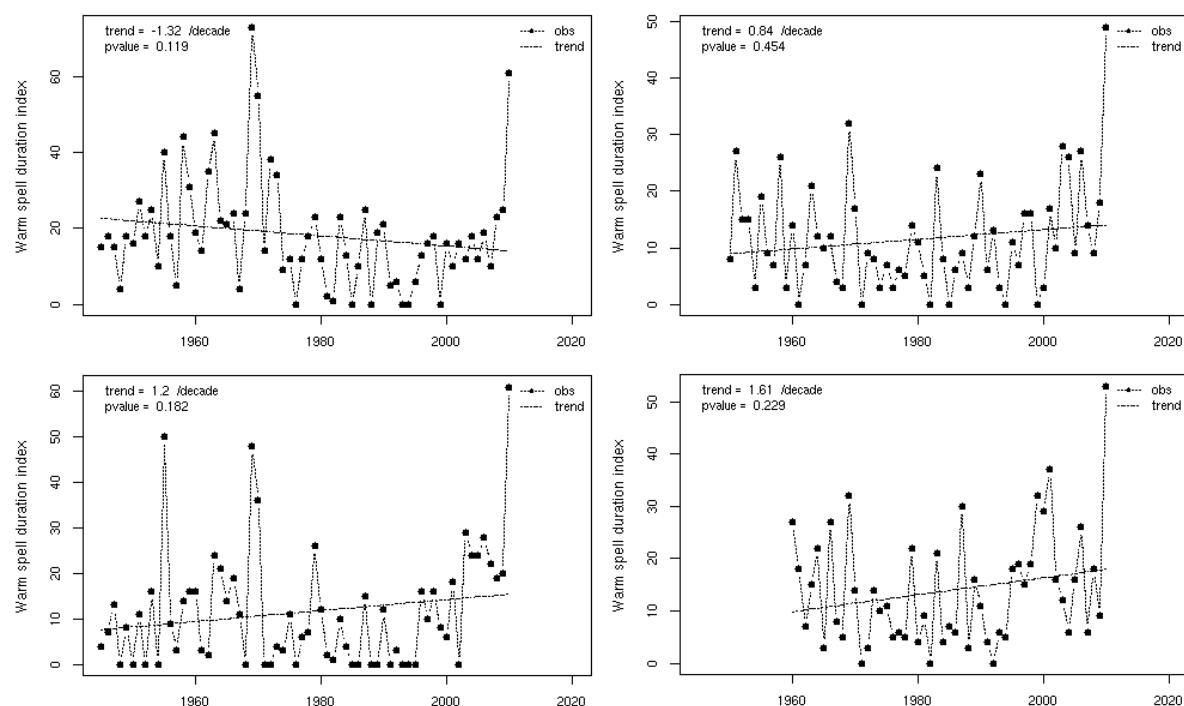 trend = -1.32 /decade
pvalue = 0.119
obs
trend
Warm spell duration index
0
20
40
60
1960
1980
2000
2020
trend = 0.84 /decade
pvalue = 0.454
obs
trend
Warm spell duration index
0
10
20
30
40
50
1960
1980
2000
2020
trend = 1.2 /decade
pvalue = 0.182
obs
trend
Warm spell duration index
0
10
20
30
40
50
60
1960
1980
2000
2020
trend = 1.61 /decade
pvalue = 0.229
obs
trend
Warm spell duration index
0
10
20
30
40
50
1960
1980
2000
2020